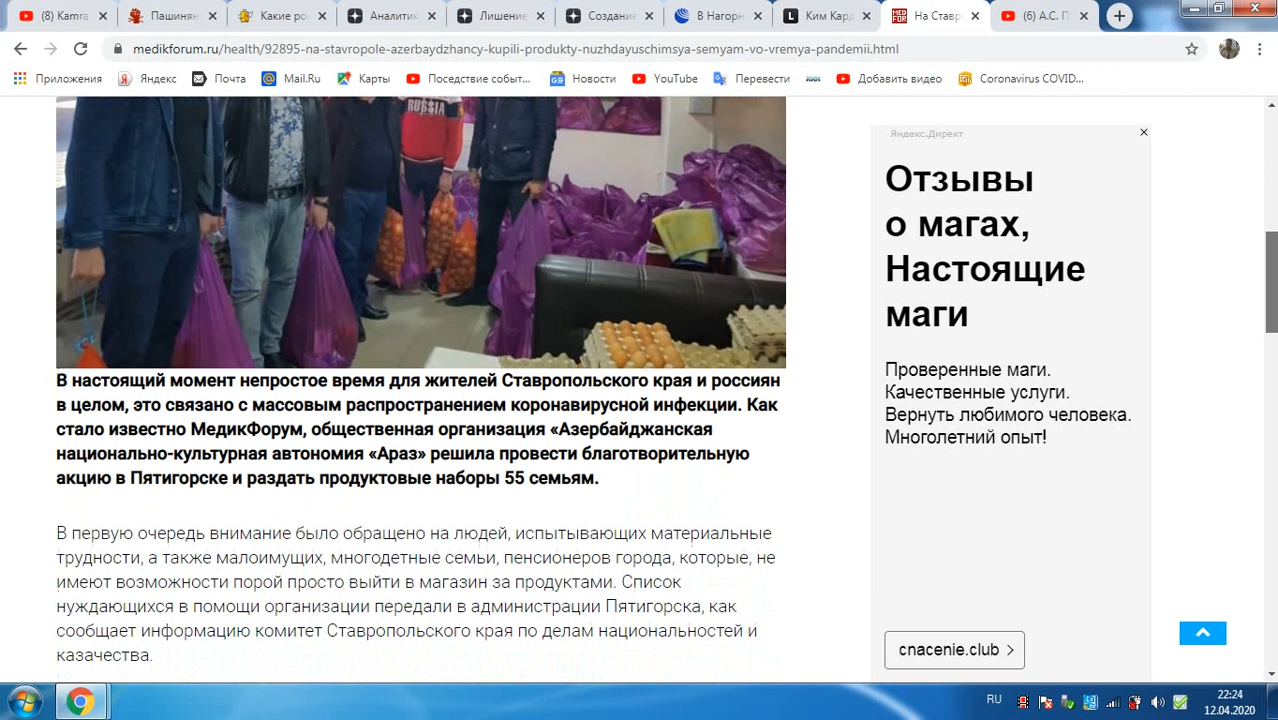 (8) Kamra
Пашинян
Какие ро
Аналитик
Лишение
Создание
В Нагорн
Ким Кард
На Ставр
(6) А.С. П
medikforum.ru/health/92895-na-stavropole-azerbaydzhancy-kupili-produkty-nuzhdayuschimsya-semyam-vo-vremya-pandemii.html
Приложения
Яндекс
Почта
Mail.Ru
Карты
Последствие событ...
Новости
YouTube
Перевести
Добавить видео
Coronavirus COVID...
RUSSIA
Яндекс.Директ
Отзывы
о магах,
Настоящие
маги
Проверенные маги.
Качественные услуги.
Вернуть любимого человека.
Многолетний опыт!
cnacenie.club
В настоящий момент непростое время для жителей Ставропольского края и россиян
в целом, это связано с массовым распространением коронавирусной инфекции. Как
стало известно МедикФорум, общественная организация «Азербайджанская
национально-культурная автономия «Араз» решила провести благотворительную
акцию в Пятигорске и раздать продуктовые наборы 55 семьям.
В первую очередь внимание было обращено на людей, испытывающих материальные
трудности, а также малоимущих, многодетные семьи, пенсионеров города, которые, не
имеют возможности порой просто выйти в магазин за продуктами. Список
нуждающихся в помощи организации передали в администрации Пятигорска, как
сообщает информацию комитет Ставропольского края по делам национальностей и
казачества.
RU
22:24
12.04.2020